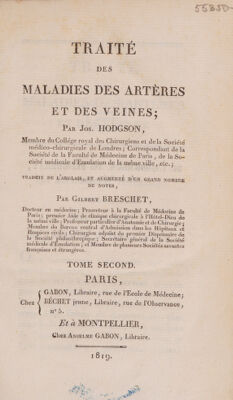 55350
TRAITÉ
DES
MALADIES DES ARTÈRES
ET DES VEINES;
PAR JOS. HODGSON,
Membre du Collége royal des Chirurgiens et de la Société
médico-chirurgicale de Londres; Correspondant de la
Société de la Faculté de Médecine de Paris, de la So-
ciété médicale d'Emulation de la même ville, etc.;
TRADUIT DE L'ANGLAIS, ET AUGMENTÉ D'UN GRAND NOMBRE
DE NOTES,
PAR GILBERT BRESCHET,
Docteur en médecine; Prosecteur à la Faculté de Médecine de
Paris; premier Aide de clinique chirurgicale à l'Hôtel-Dieu de
la même ville; Professeur particulier d'Anatomie et de Chirurgie;
Membre du Bureau central d'Admission dans les Hôpitaux et
Hospices civils; Chirurgien adjoint du premier Dispensaire de
la Société philanthropique; Secrétaire général de la Société
médicale d'Emulation; et Membre de plusieurs Sociétés savantes
françaises et étrangères.
TOME SECOND.
PARIS,
Chez { GABON, Libraire, rue de l'Ecole de Médecine;
BÉCHET jeune, Libraire, rue de l'Observance,
n° 5.
Et à MONTPELLIER,
Chez ANSELME GABON, Libraire.
1819.